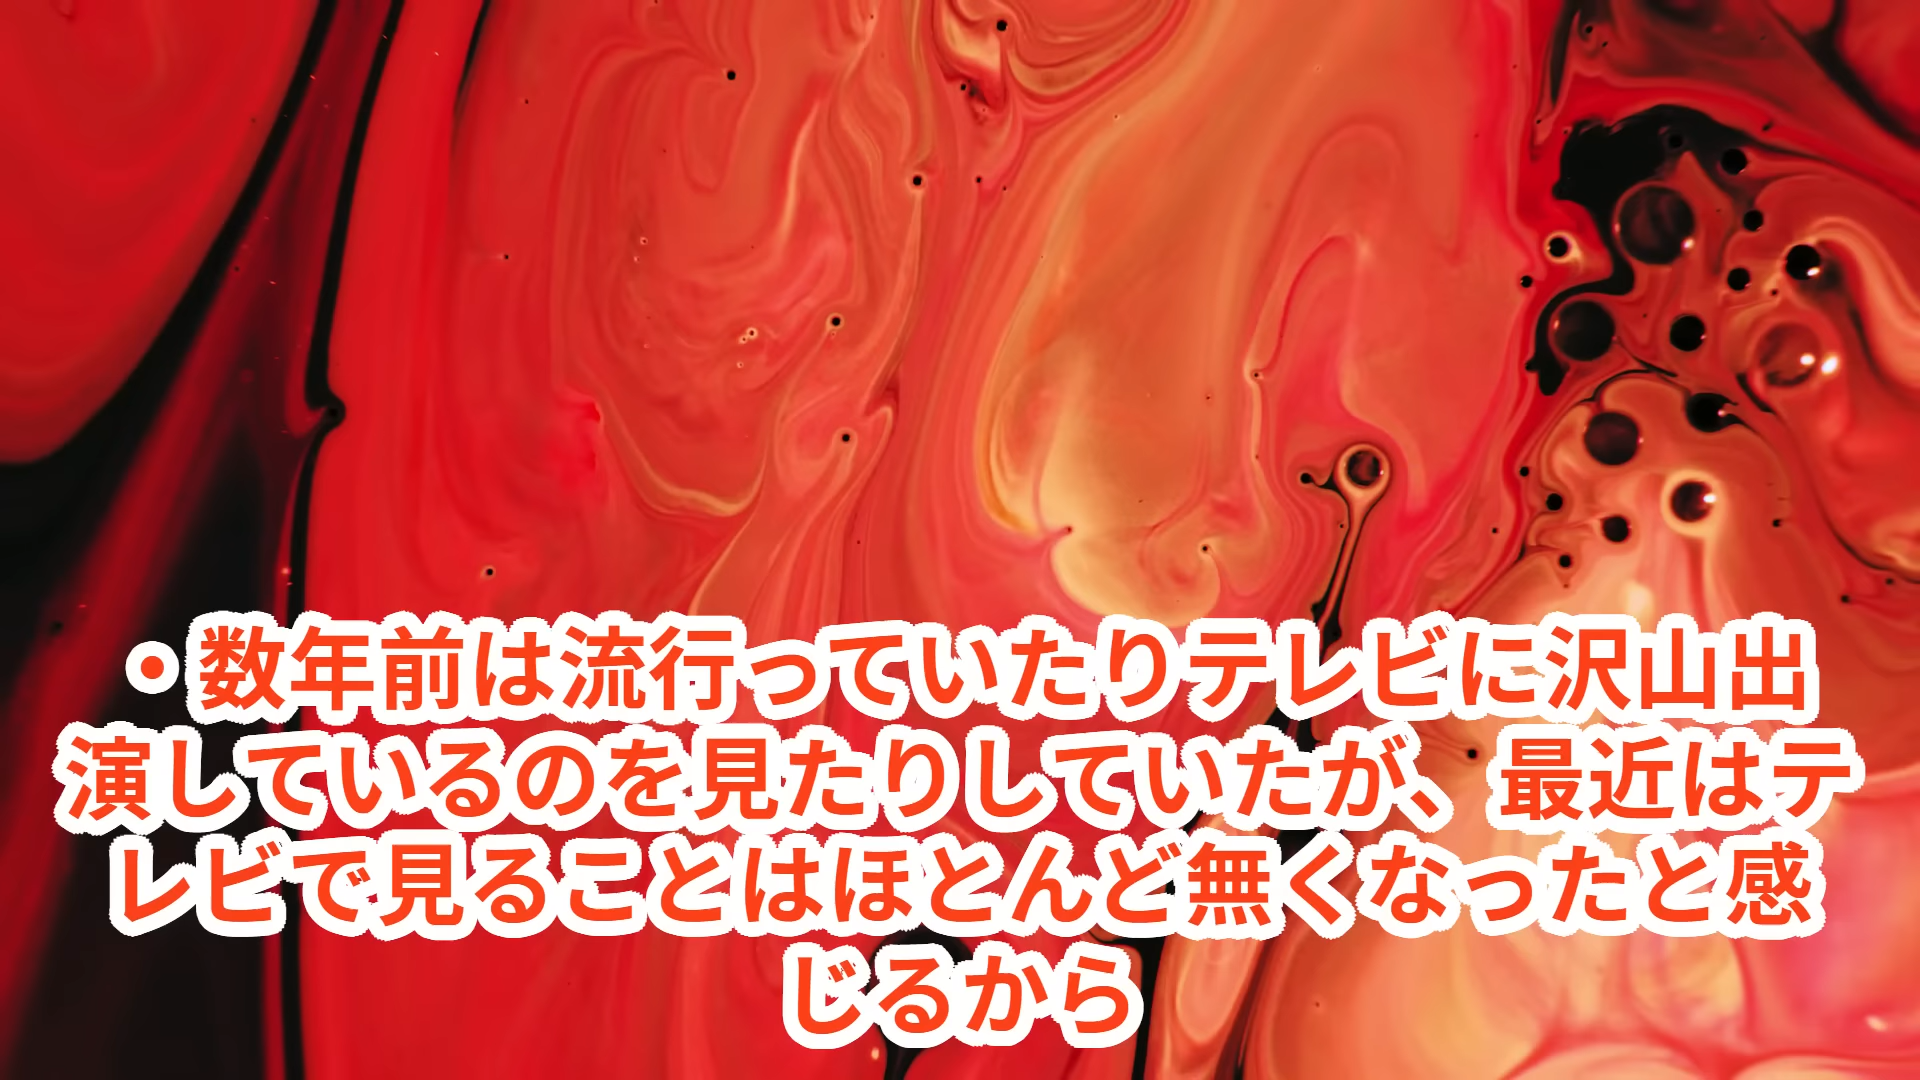 ・数年前は流行っていたりテレビに沢山出
演しているのを見たりしていたが、最近はテ
レビで見ることはほとんど無くなったと感
じるから